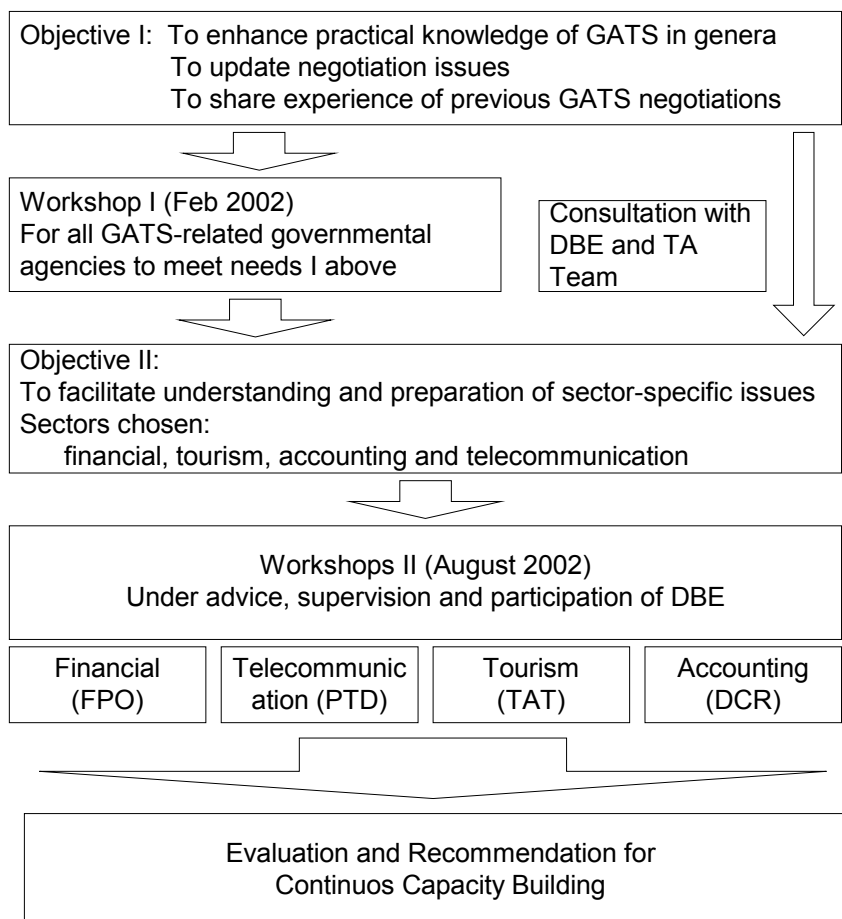 Objective I: To enhance practical knowledge of GATS in genera
To update negotiation issues
To share experience of previous GATS negotiations
Workshop I (Feb 2002)
For all GATS-related governmental
agencies to meet needs I above
Consultation with
DBE and TA
Team
Objective II:
To facilitate understanding and preparation of sector-specific issues
Sectors chosen:
financial, tourism, accounting and telecommunication
Workshops II (August 2002)
Under advice, supervision and participation of DBE
Financial
(FPO)
Telecommunic
ation (PTD)
Tourism
(TAT)
Accounting
(DCR)
Evaluation and Recommendation for
Continuos Capacity Building